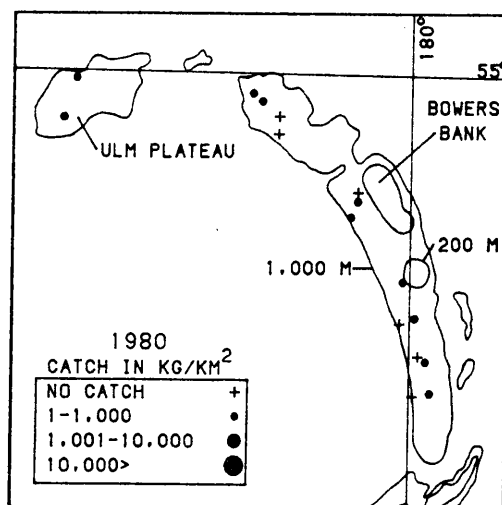 180°
55°
BOWERS
BANK
ULM PLATEAU
200 M
1,000 M
1980
CATCH IN KG/KM²
NO CATCH +
1-1,000
1,001-10,000
10,000>